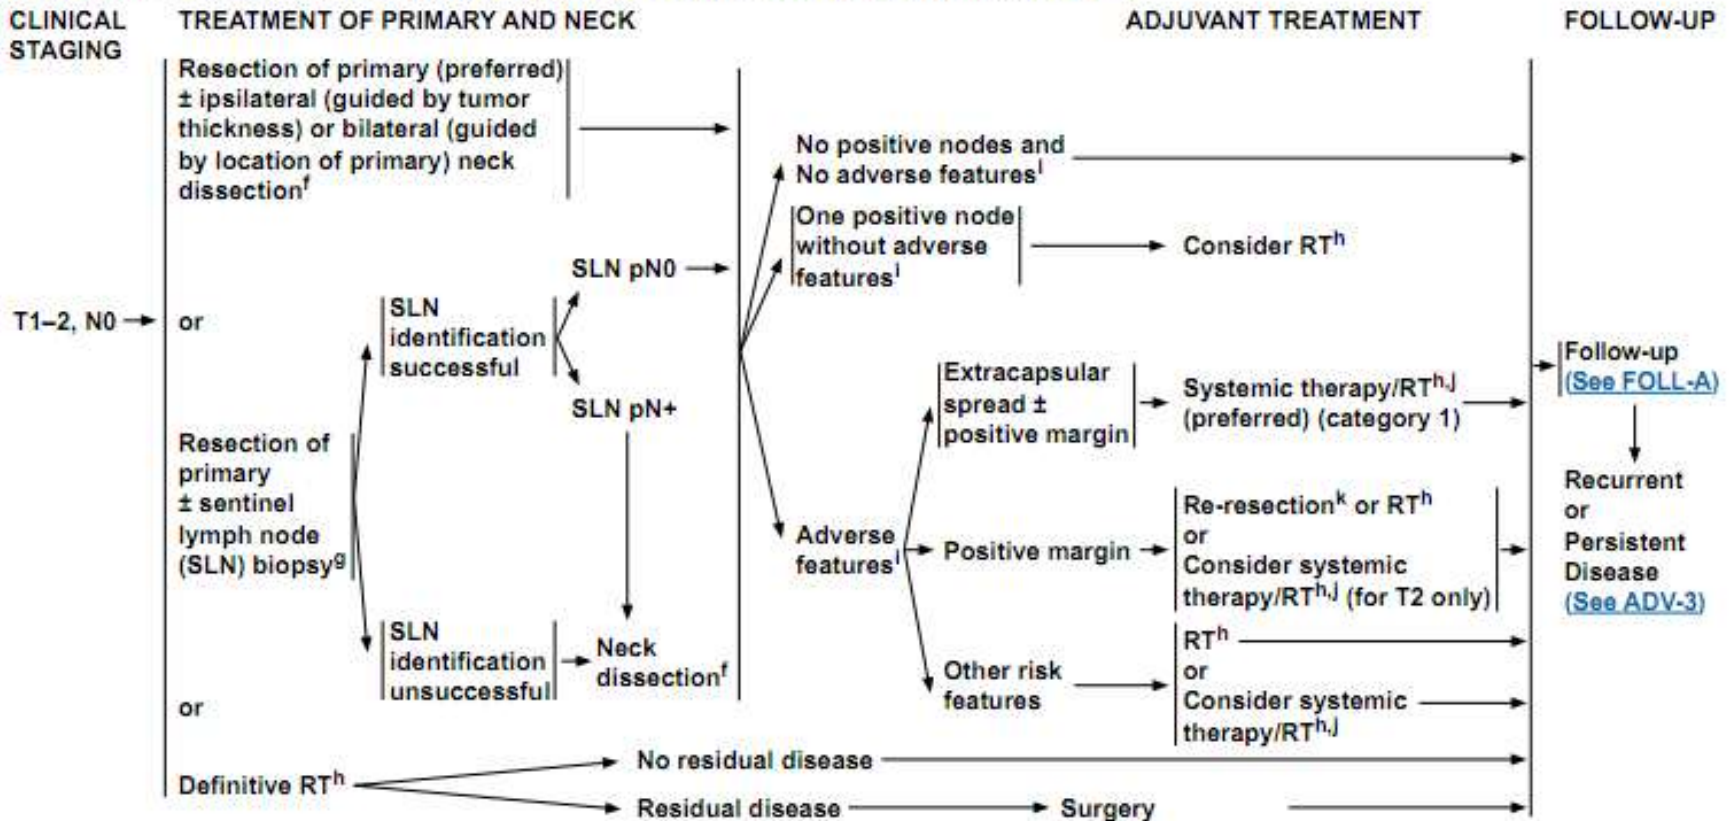 CLINICAL STAGING
TREATMENT OF PRIMARY AND NECK
ADJUVANT TREATMENT
FOLLOW-UP
T1–2, N0
Resection of primary (preferred)
± ipsilateral (guided by tumor
thickness) or bilateral (guided
by location of primary) neck
dissectionf
or
Resection of
primary
± sentinel
lymph node
(SLN) biopsyg
or
Definitive RTh
SLN
identification
successful
SLN pN0
SLN pN+
SLN
identification
unsuccessful
Neck
dissectionf
No residual disease
Residual disease
Surgery
No positive nodes and
No adverse featuresi
One positive node
without adverse
featuresi
Consider RTh
Adverse
featuresi
Extracapsular
spread ±
positive margin
Systemic therapy/RTh,j
(preferred) (category 1)
Positive margin
Re-resectionk or RTh
or
Consider systemic
therapy/RTh,j (for T2 only)
Other risk
features
RTh
or
Consider systemic
therapy/RTh,j
Follow-up
(See FOLL-A)
Recurrent
or
Persistent
Disease
(See ADV-3)